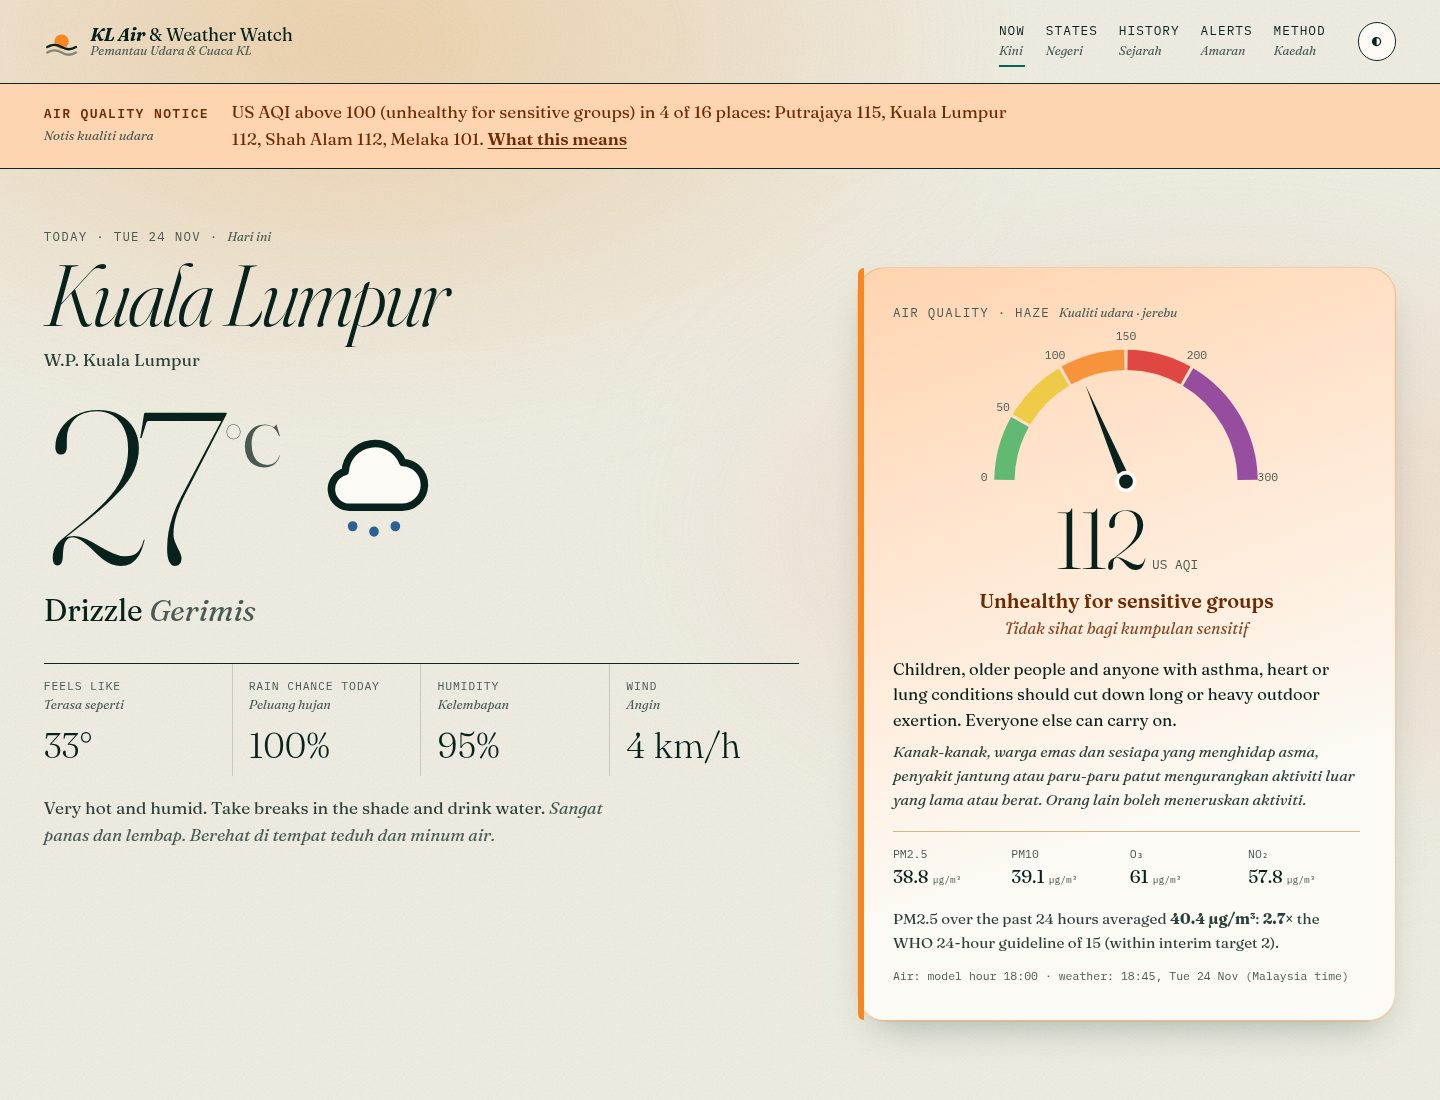 KL Air & Weather Watch
Pemantau Udara & Cuaca KL
NOW
Kini
STATES
Negeri
HISTORY
Sejarah
ALERTS
Amaran
METHOD
Kaedah
AIR QUALITY NOTICE
Notis kualiti udara
US AQI above 100 (unhealthy for sensitive groups) in 4 of 16 places: Putrajaya 115, Kuala Lumpur
112, Shah Alam 112, Melaka 101. What this means
TODAY · TUE 24 NOV · Hari ini
Kuala Lumpur
W.P. Kuala Lumpur
27°C
Drizzle Gerimis
FEELS LIKE
Terasa seperti
33°
RAIN CHANCE TODAY
Peluang hujan
100%
HUMIDITY
Kelembapan
95%
WIND
Angin
4 km/h
Very hot and humid. Take breaks in the shade and drink water. Sangat
panas dan lembap. Berehat di tempat teduh dan minum air.
AIR QUALITY · HAZE Kualiti udara · jerebu
0
50
100
150
200
300
112 US AQI
Unhealthy for sensitive groups
Tidak sihat bagi kumpulan sensitif
Children, older people and anyone with asthma, heart or
lung conditions should cut down long or heavy outdoor
exertion. Everyone else can carry on.
Kanak-kanak, warga emas dan sesiapa yang menghidap asma,
penyakit jantung atau paru-paru patut mengurangkan aktiviti luar
yang lama atau berat. Orang lain boleh meneruskan aktiviti.
PM2.5
38.8 µg/m³
PM10
39.1 µg/m³
O₃
61 µg/m³
NO₂
57.8 µg/m³
PM2.5 over the past 24 hours averaged 40.4 µg/m³: 2.7× the
WHO 24-hour guideline of 15 (within interim target 2).
Air: model hour 18:00 · weather: 18:45, Tue 24 Nov (Malaysia time)